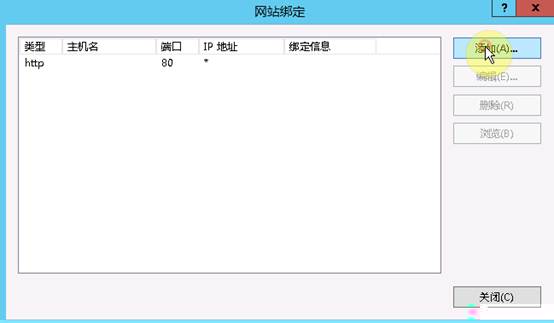 网站绑定
?
x
类型 主机名 端口 IP 地址 绑定信息
http 80 *
添加(A)...
编辑(E)...
删除(R)
浏览(B)
关闭(C)